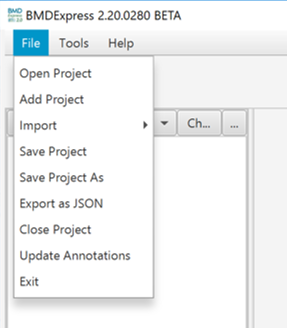 BMDExpress 2.20.0280 BETA
File Tools Help
Open Project
Add Project
Import
Ch... ...
Save Project
Save Project As
Export as JSON
Close Project
Update Annotations
Exit